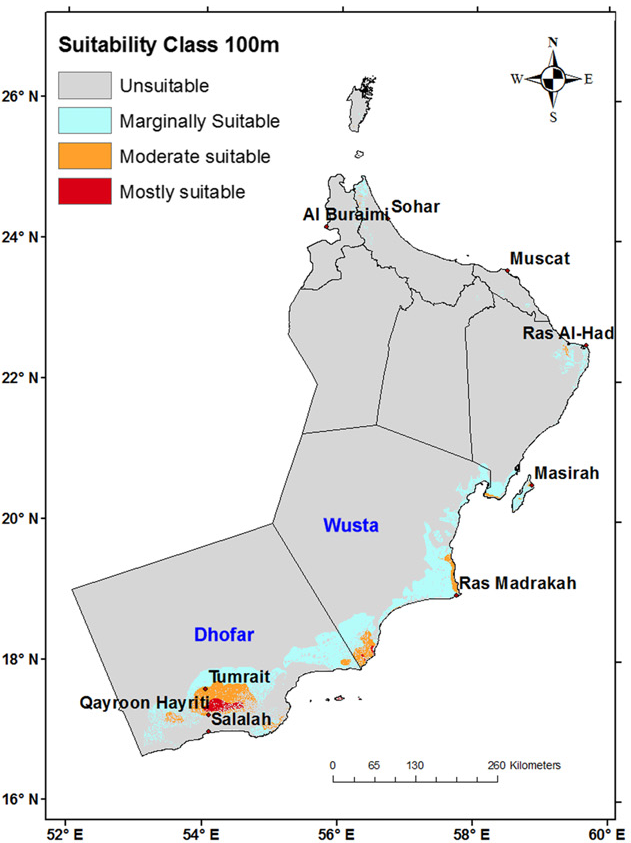 Suitability Class 100m
Unsuitable
Marginally Suitable
Moderate suitable
Mostly suitable
N
W E
S
26° N
24° N
22° N
20° N
18° N
16° N
Al Buraimi
Sohar
Muscat
Ras Al-Had
Masirah
Wusta
Ras Madrakah
Dhofar
Tumrait
Qayroon Hayriti
Salalah
0 65 130 260 Kilometers
52° E 54° E 56° E 58° E 60° E